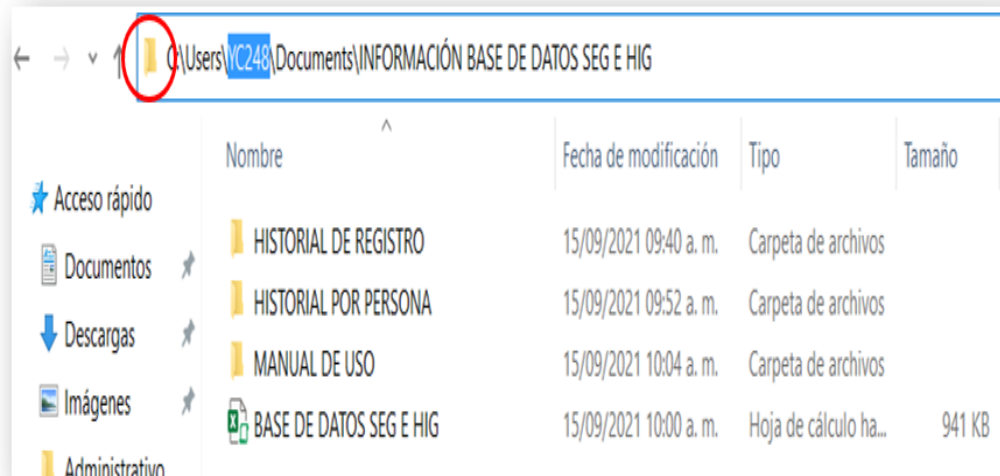 C:\Users\YC248\Documents\INFORMACIÓN BASE DE DATOS SEG E HIG
Nombre Fecha de modificación Tipo Tamaño
Acceso rápido
Documentos
Descargas
Imágenes
Administrativo
HISTORIAL DE REGISTRO 15/09/2021 09:40 a. m. Carpeta de archivos
HISTORIAL POR PERSONA 15/09/2021 09:52 a. m. Carpeta de archivos
MANUAL DE USO 15/09/2021 10:04 a. m. Carpeta de archivos
BASE DE DATOS SEG E HIG 15/09/2021 10:00 a. m. Hoja de cálculo ha... 941 KB